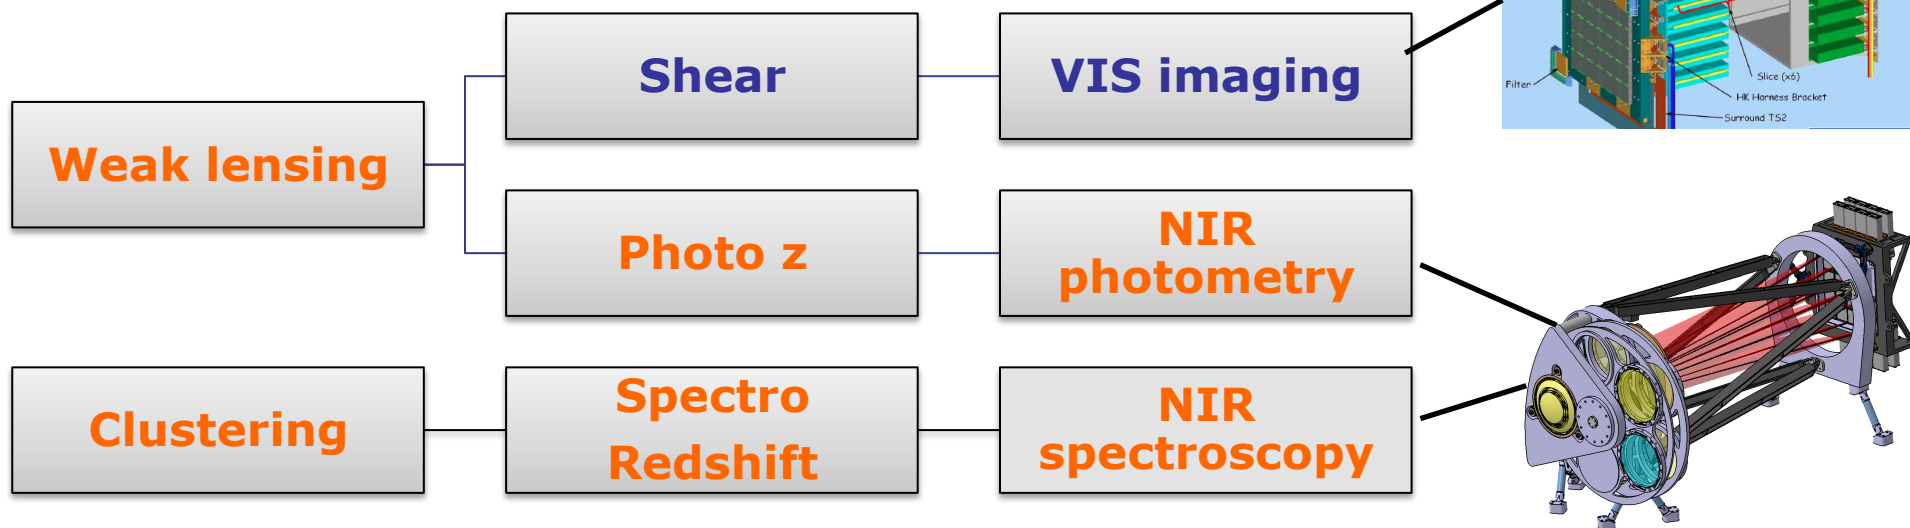 Shear
VIS imaging
Filter
Slice (x6)
HK Harness Bracket
Surround TS2
Weak lensing
Photo z
NIR
photometry
Clustering
Spectro
Redshift
NIR
spectroscopy